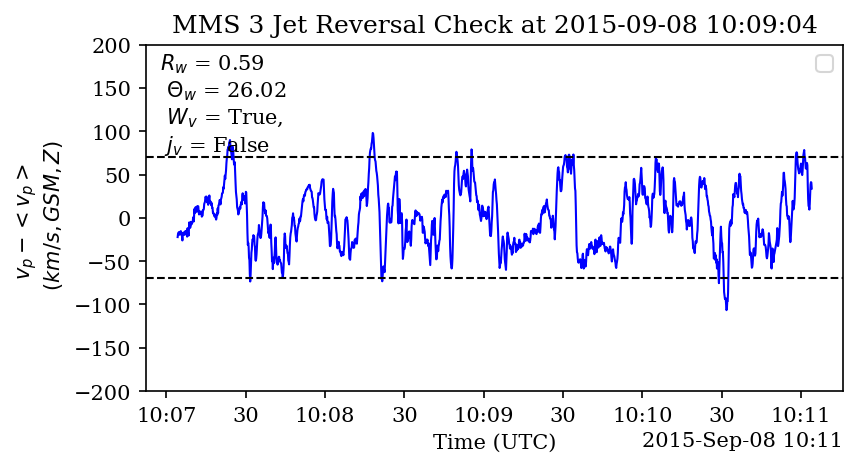 MMS 3 Jet Reversal Check at 2015-09-08 10:09:04
R_w = 0.59
Θ_w = 26.02
W_v = True,
j_v = False
v_p − < v_p >
(km/s, GSM, Z)
200
150
100
50
0
−50
−100
−150
−200
10:07 30 10:08 30 10:09 30 10:10 30 10:11
Time (UTC)
2015-Sep-08 10:11